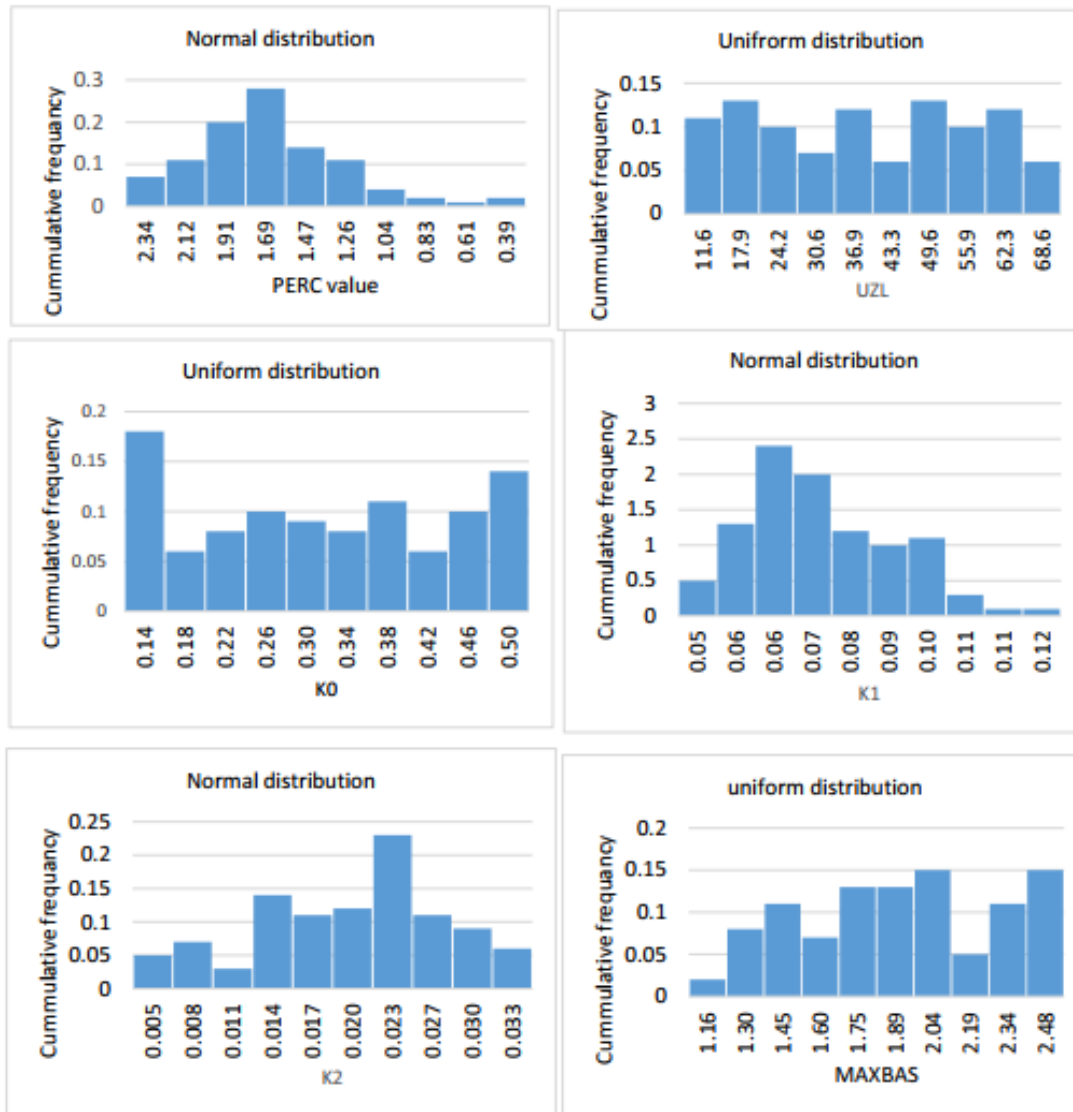 Normal distribution
Cummulative frequancy
0.3
0.2
0.1
0
2.34 2.12 1.91 1.69 1.47 1.26 1.04 0.83 0.61 0.39
PERC value
Unifrorm distribution
Cummulative frequency
0.15
0.1
0.05
0
11.6 17.9 24.2 30.6 36.9 43.3 49.6 55.9 62.3 68.6
UZL
Uniform distribution
Cummulative frequency
0.2
0.15
0.1
0.05
0
0.14 0.18 0.22 0.26 0.30 0.34 0.38 0.42 0.46 0.50
K0
Normal distribution
Cummulative frequency
3
2.5
2
1.5
1
0.5
0
0.05 0.06 0.06 0.07 0.08 0.09 0.10 0.11 0.11 0.12
K1
Normal distribution
Cummulative frequancy
0.25
0.2
0.15
0.1
0.05
0
0.005 0.008 0.011 0.014 0.017 0.020 0.023 0.027 0.030 0.033
K2
uniform distribution
Cummulative frequancy
0.2
0.15
0.1
0.05
0
1.16 1.30 1.45 1.60 1.75 1.89 2.04 2.19 2.34 2.48
MAXBAS